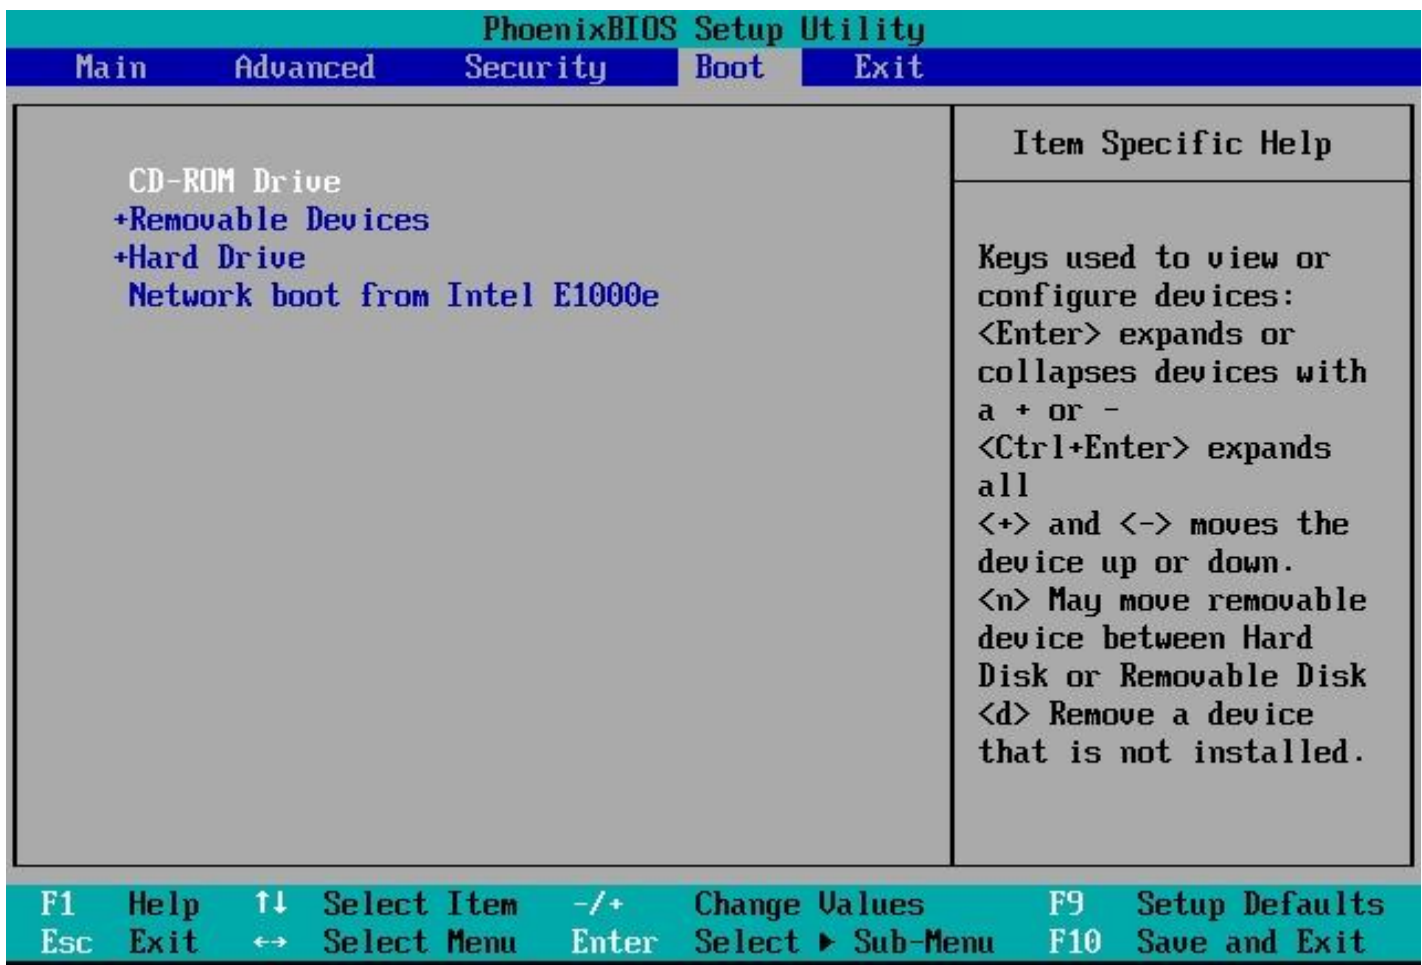 PhoenixBIOS Setup Utility
Main Advanced Security Boot Exit
CD-ROM Drive
+Removable Devices
+Hard Drive
Network boot from Intel E1000e
Item Specific Help
Keys used to view or
configure devices:
<Enter> expands or
collapses devices with
a + or -
<Ctrl+Enter> expands
all
<+> and <-> moves the
device up or down.
<n> May move removable
device between Hard
Disk or Removable Disk
<d> Remove a device
that is not installed.
F1 Help ↑↓ Select Item -/+ Change Values F9 Setup Defaults
Esc Exit ↔ Select Menu Enter Select ▶ Sub-Menu F10 Save and Exit